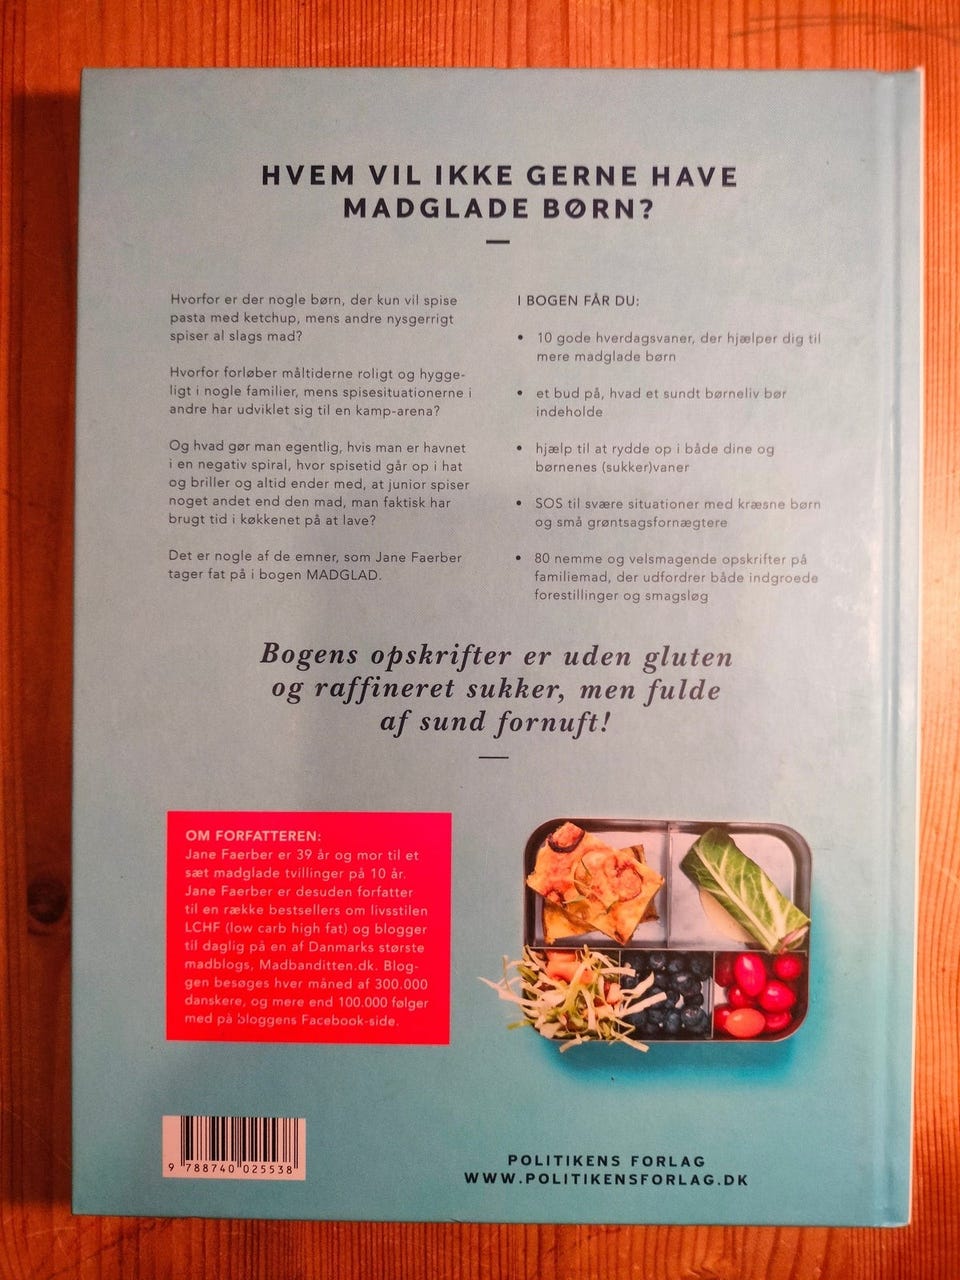 HVEM VIL IKKE GERNE HAVE
MADGLADE BØRN?
Hvorfor er der nogle børn, der kun vil spise
pasta med ketchup, mens andre nysgerrigt
spiser al slags mad?
Hvorfor forløber måltiderne roligt og hygge-
ligt i nogle familier, mens spisesituationerne i
andre har udviklet sig til en kamp-arena?
Og hvad gør man egentlig, hvis man er havnet
i en negativ spiral, hvor spisetid går op i hat
og briller og altid ender med, at junior spiser
noget andet end den mad, man faktisk har
brugt tid i køkkenet på at lave?
Det er nogle af de emner, som Jane Faerber
tager fat på i bogen MADGLAD.
I BOGEN FÅR DU:
• 10 gode hverdagsvaner, der hjælper dig til
mere madglade børn
• et bud på, hvad et sundt børneliv bør
indeholde
• hjælp til at rydde op i både dine og
børnenes (sukker)vaner
• SOS til svære situationer med kræsne børn
og små grøntsagsfornægtere
• 80 nemme og velsmagende opskrifter på
familiemad, der udfordrer både indgroede
forestillinger og smagsløg
Bogens opskrifter er uden gluten
og raffineret sukker, men fulde
af sund fornuft!
OM FORFATTEREN:
Jane Faerber er 39 år og mor til et
sæt madglade tvillinger på 10 år.
Jane Faerber er desuden forfatter
til en række bestsellers om livsstilen
LCHF (low carb high fat) og blogger
til daglig på en af Danmarks største
madblogs, Madbanditten.dk. Blog-
gen besøges hver måned af 300.000
danskere, og mere end 100.000 følger
med på bloggens Facebook-side.
9 788740 025538
POLITIKENS FORLAG
WWW.POLITIKENSFORLAG.DK